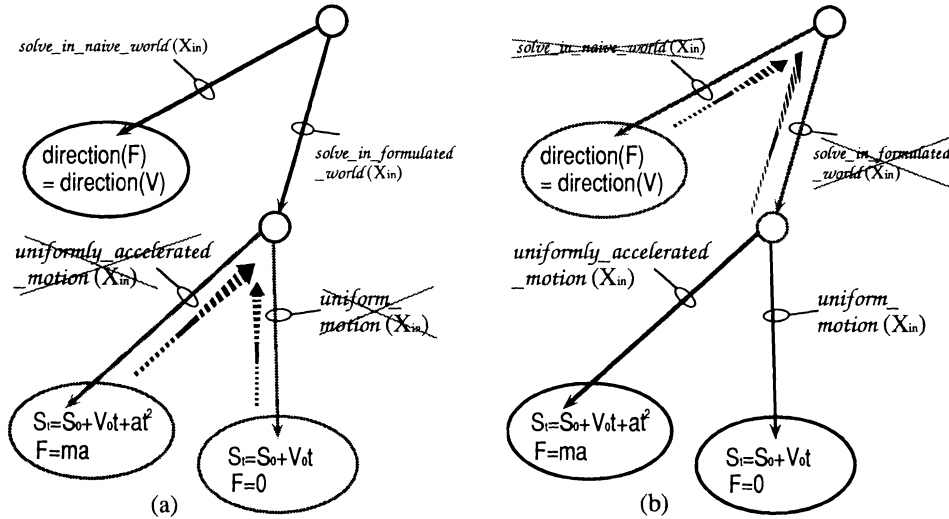 solve_in_naive_world (Xin)
direction(F)
= direction(V)
solve_in_formulated
_world (Xin)
uniformly_accelerated
_motion (Xin)
uniform_
motion (Xin)
St=S0+V0t+at²
F=ma
St=S0+V0t
F=0
(a)
solve_in_naive_world (Xin)
direction(F)
= direction(V)
solve_in_formulated
_world (Xin)
uniformly_accelerated
_motion (Xin)
uniform_
motion (Xin)
St=S0+V0t+at²
F=ma
St=S0+V0t
F=0
(b)